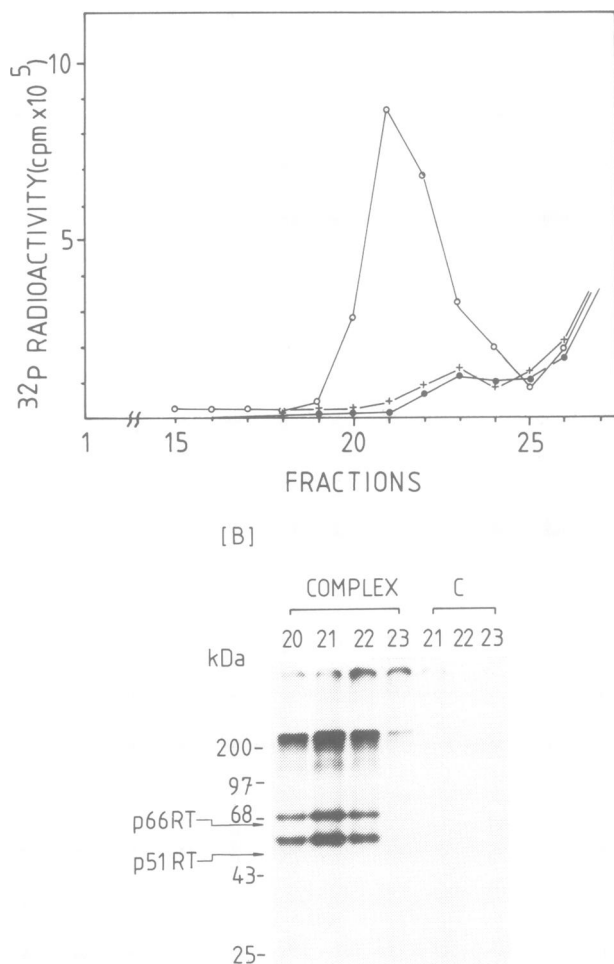 10
5
32P RADIOACTIVITY(cpm x10 5)
1 15 20 25
FRACTIONS
[B]
COMPLEX C
20 21 22 23 21 22 23
kDa
200-
97-
68-
p66RT
p51RT
43-
25-